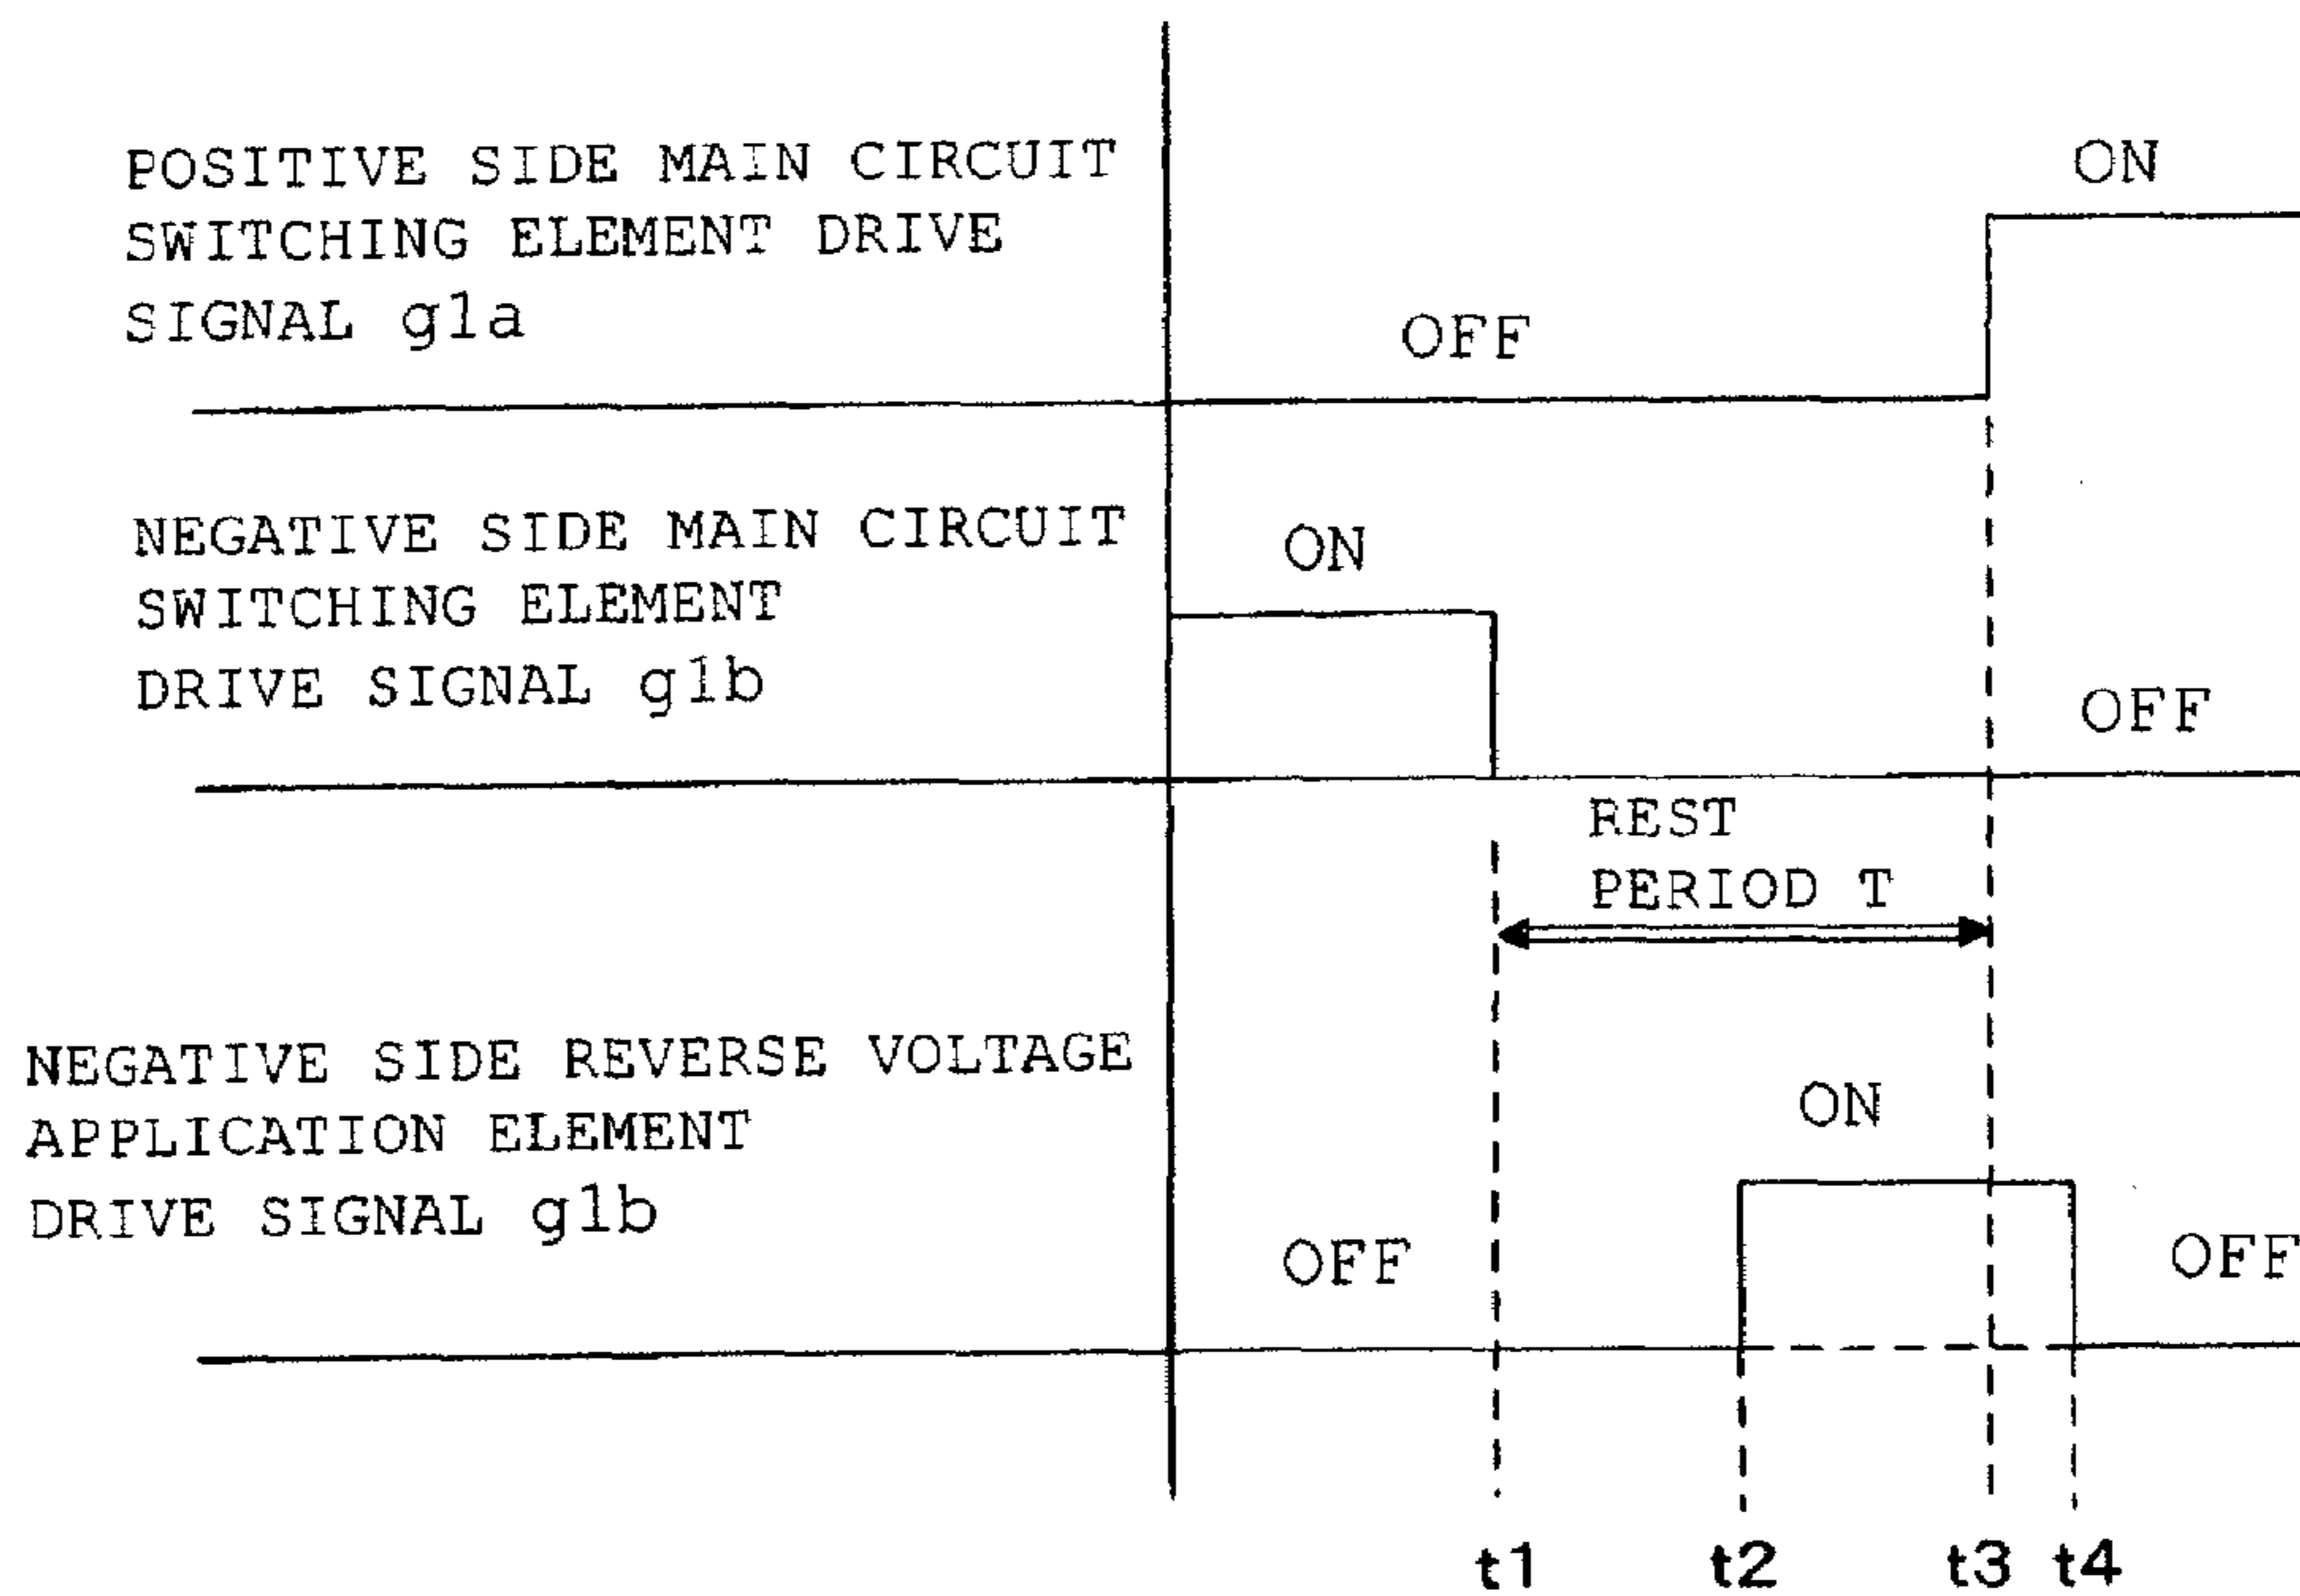 POSITIVE SIDE MAIN CIRCUIT
SWITCHING ELEMENT DRIVE
SIGNAL g1a
ON
OFF
NEGATIVE SIDE MAIN CIRCUIT
SWITCHING ELEMENT
DRIVE SIGNAL g1b
ON
OFF
REST
PERIOD T
NEGATIVE SIDE REVERSE VOLTAGE
APPLICATION ELEMENT
DRIVE SIGNAL g1b
OFF
ON
OFF
t1 t2 t3 t4